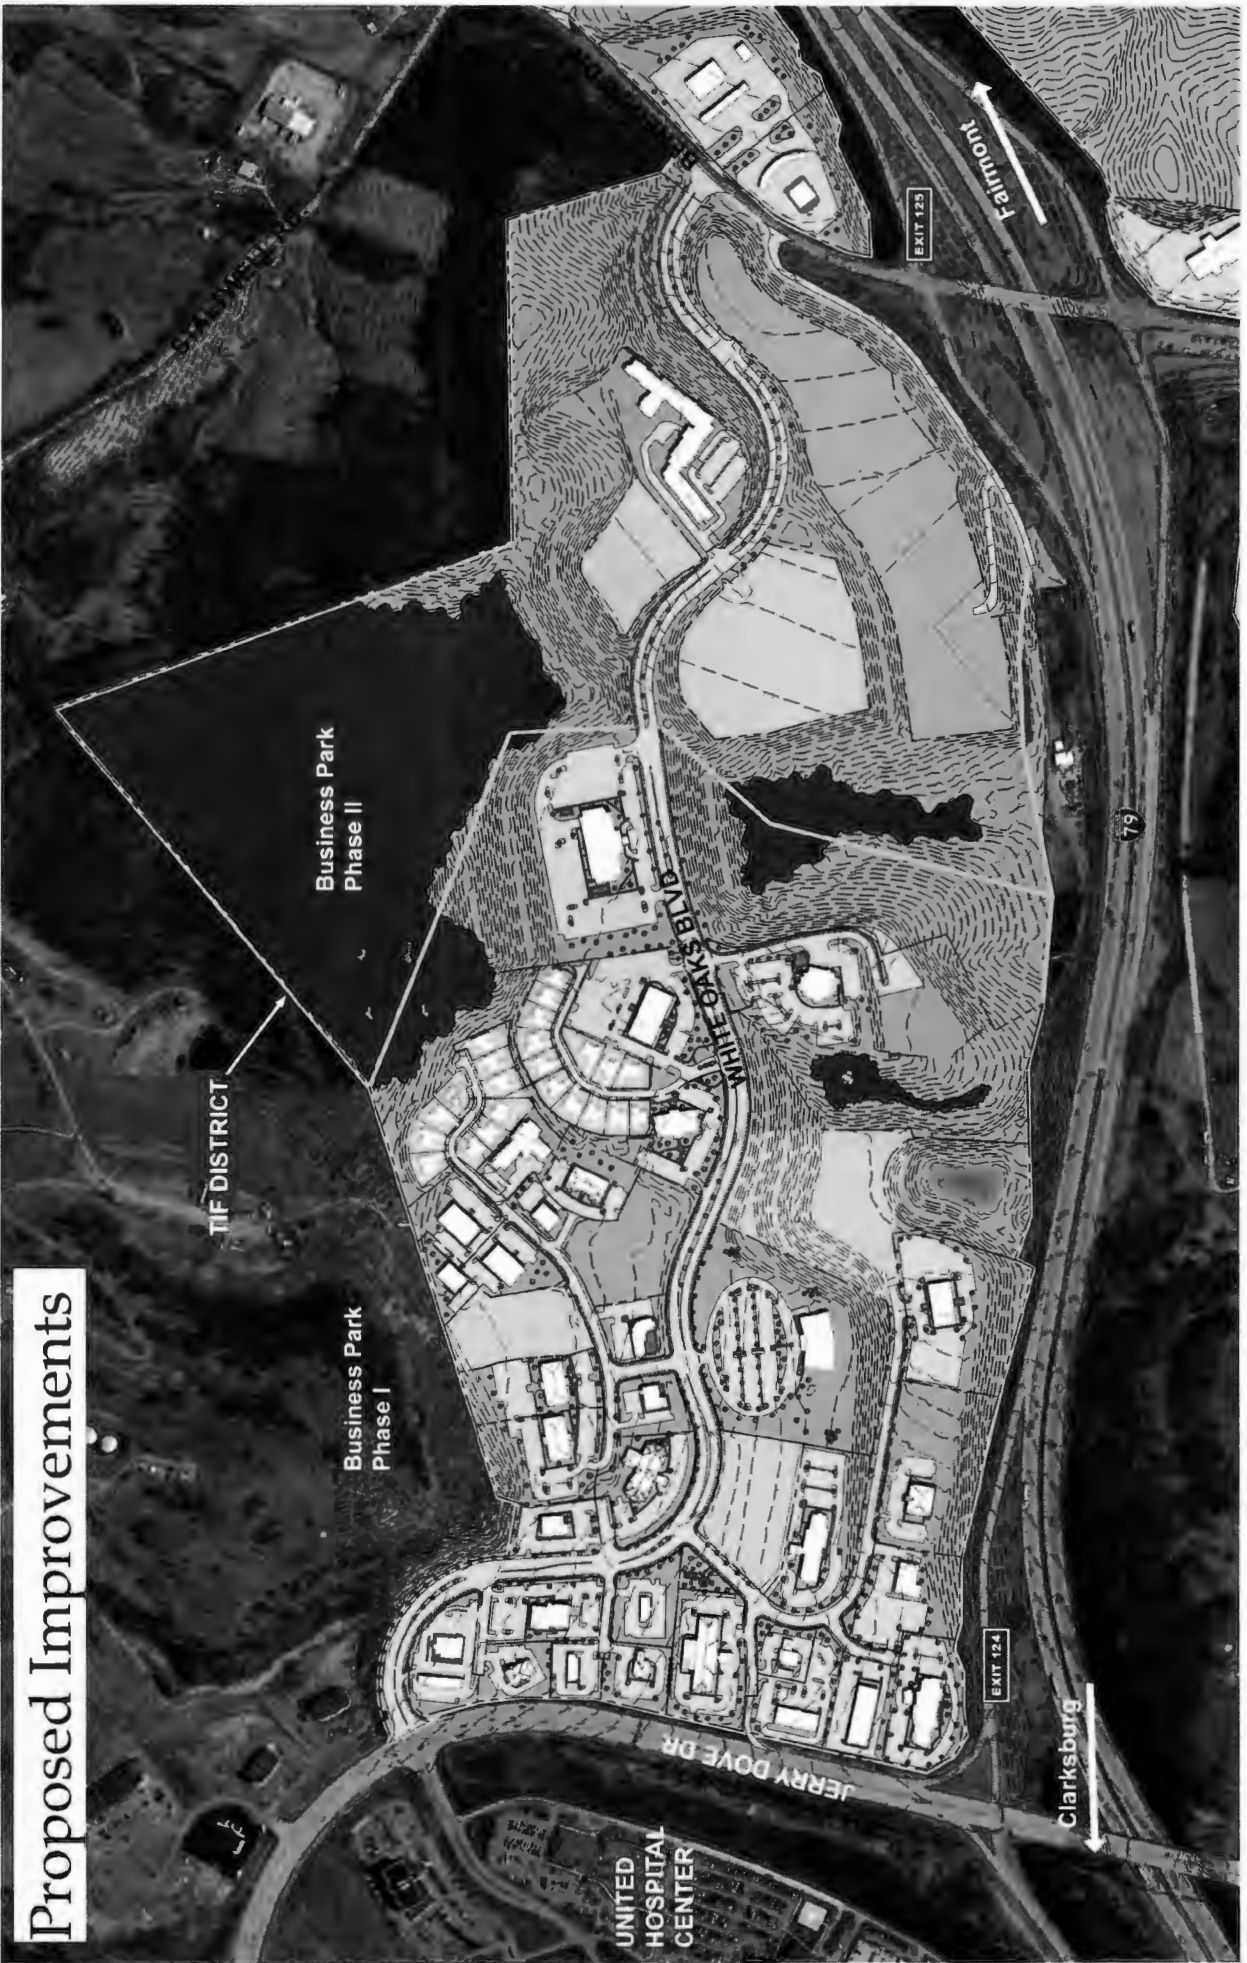 Proposed Improvements
TIF DISTRICT
Business Park
Phase I
Business Park
Phase II
WHITE OAKS BLVD
JERRY DOVE DR
UNITED
HOSPITAL
CENTER
EXIT 124
EXIT 125
Clarksburg
Fairmont
79